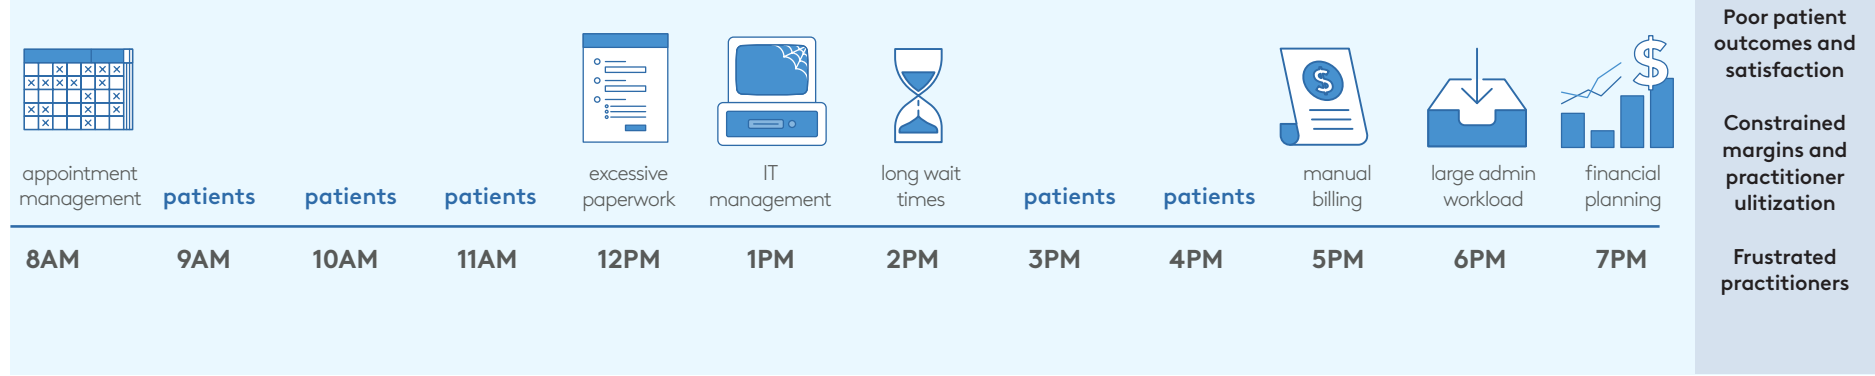 appointment
management
patients
patients
patients
excessive
paperwork
IT
management
long wait
times
patients
patients
manual
billing
large admin
workload
financial
planning
8AM
9AM
10AM
11AM
12PM
1PM
2PM
3PM
4PM
5PM
6PM
7PM
Poor patient
outcomes and
satisfaction
Constrained
margins and
practitioner
ulitization
Frustrated
practitioners